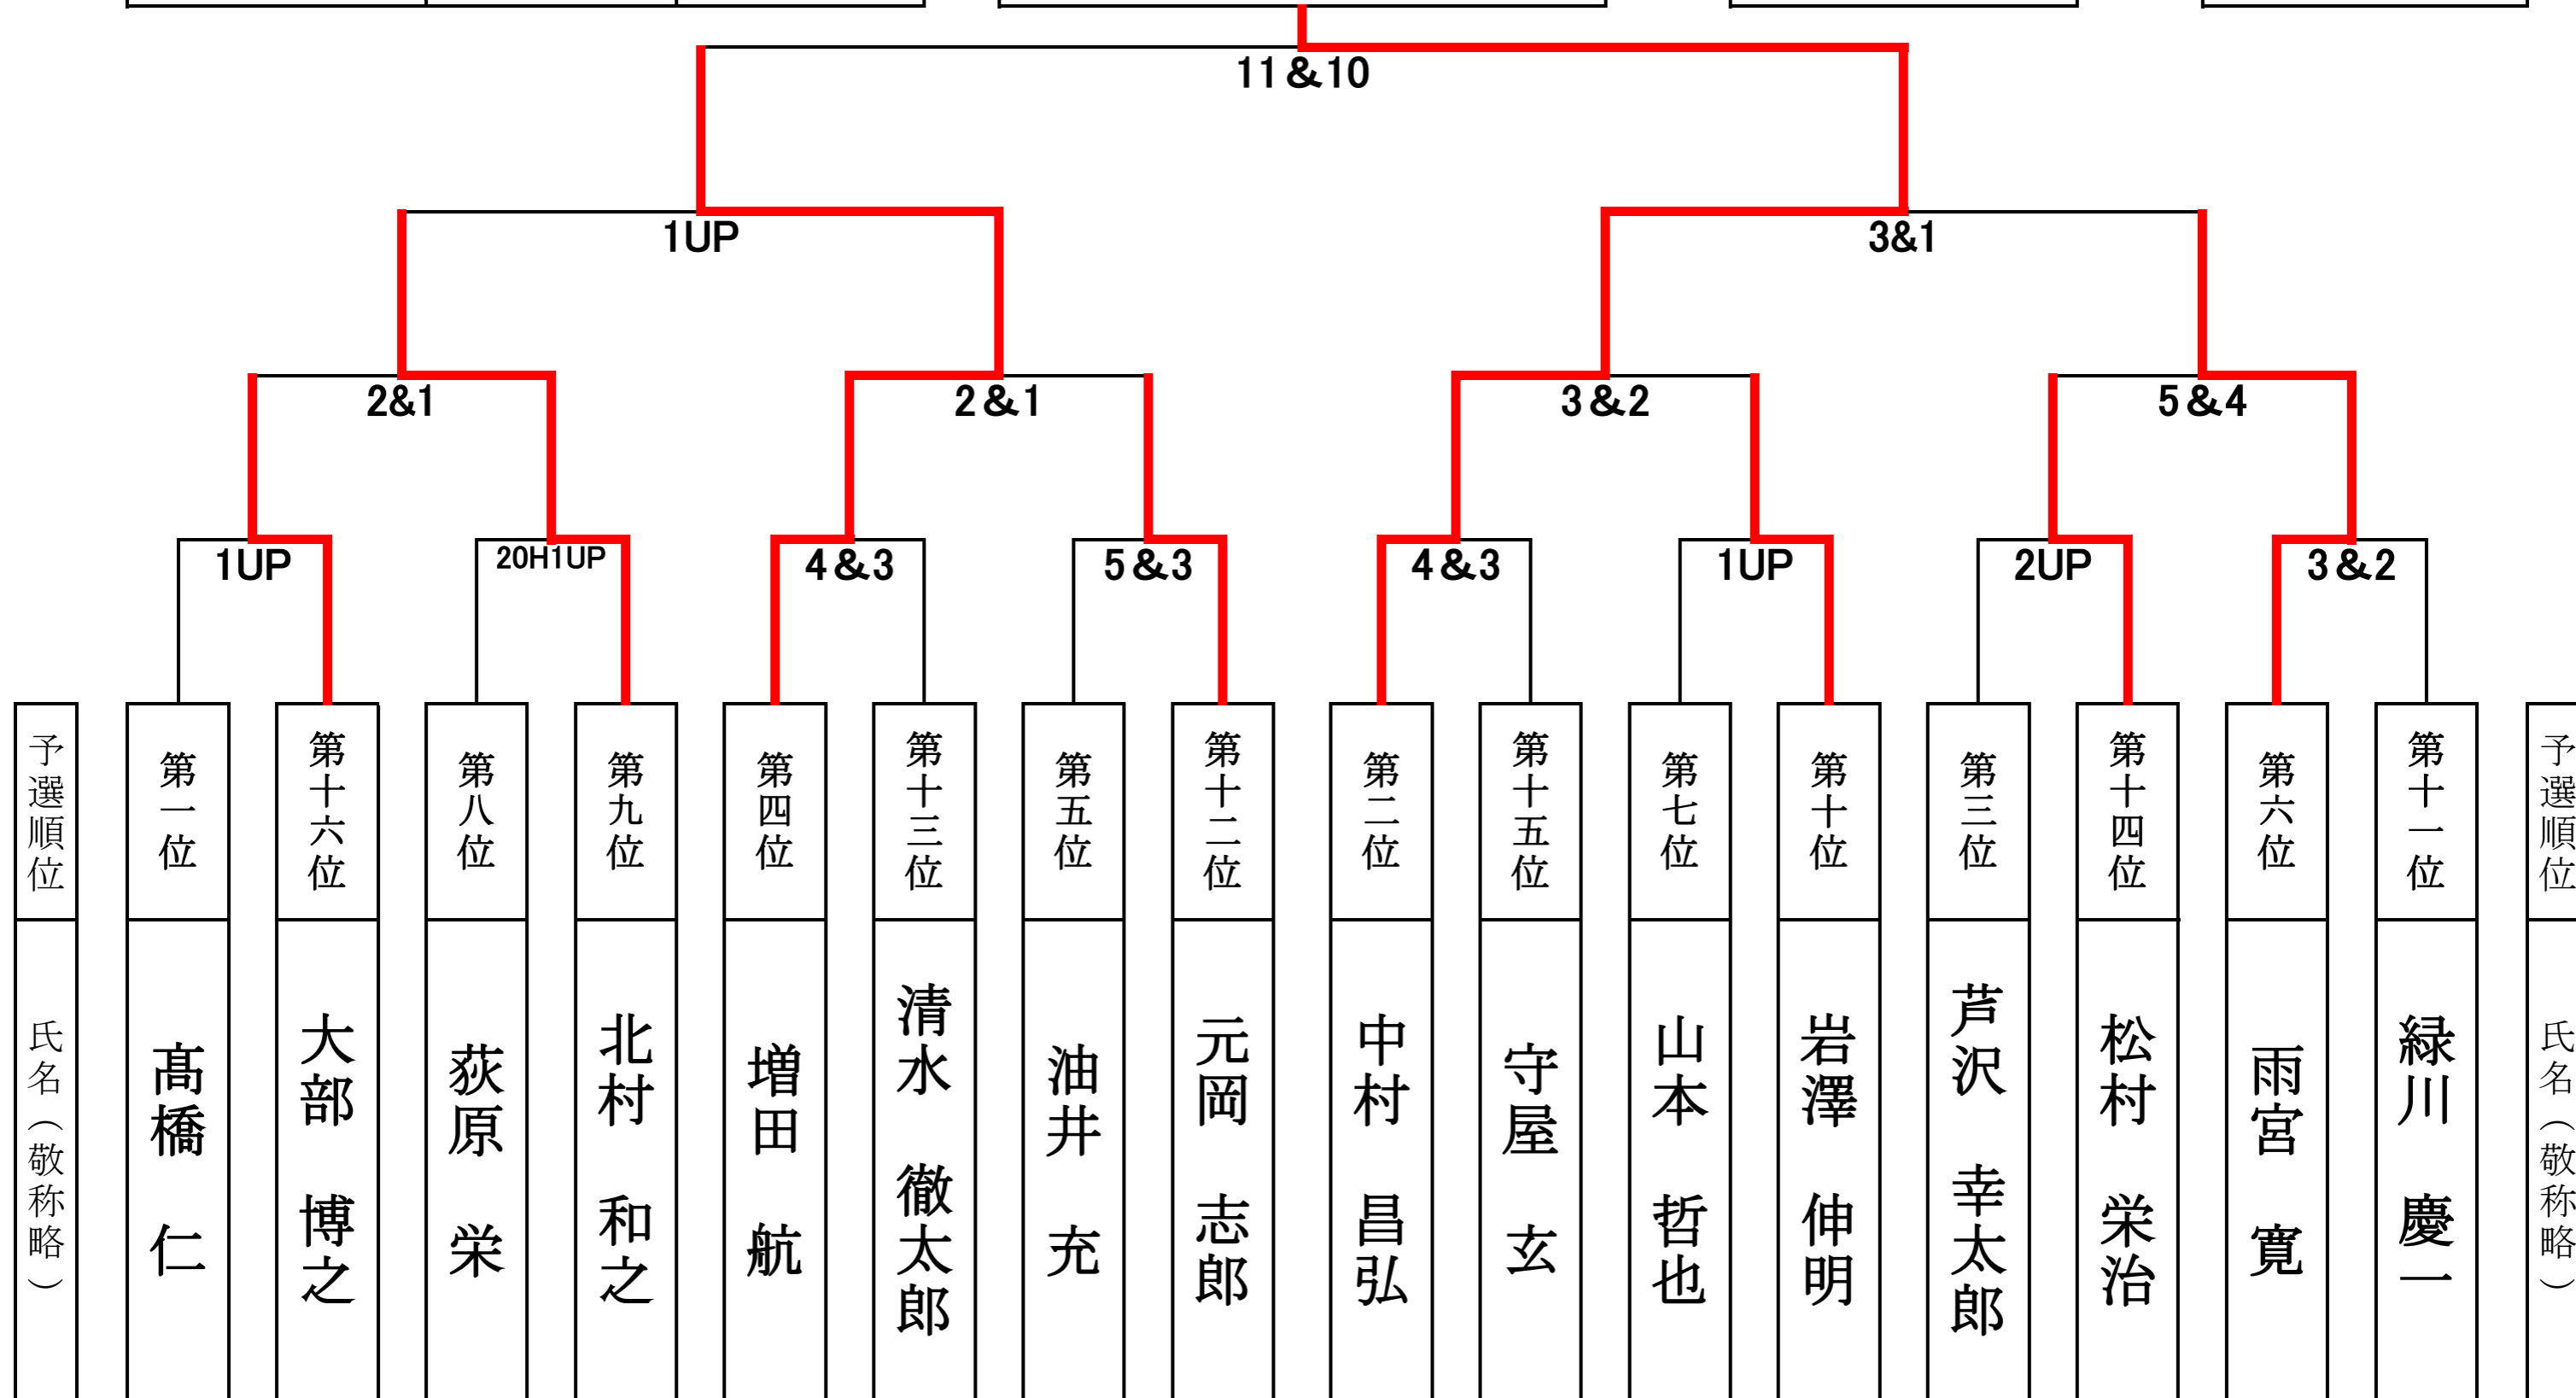 11&10
1UP
3&1
2&1
2&1
3&2
5&4
1UP
20H1UP
4&3
5&3
4&3
1UP
2UP
3&2
予選順位
第一位
第十六位
第八位
第九位
第四位
第十三位
第五位
第十二位
第二位
第十五位
第七位
第十位
第三位
第十四位
第六位
第十一位
予選順位
氏名（敬称略）
髙橋 仁
大部 博之
荻原 栄
北村 和之
増田 航
清水 徹太郎
油井 充
元岡 志郎
中村 昌弘
守屋 玄
山本 哲也
岩澤 伸明
芦沢 幸太郎
松村 栄治
雨宮 寛
緑川 慶一
氏名（敬称略）